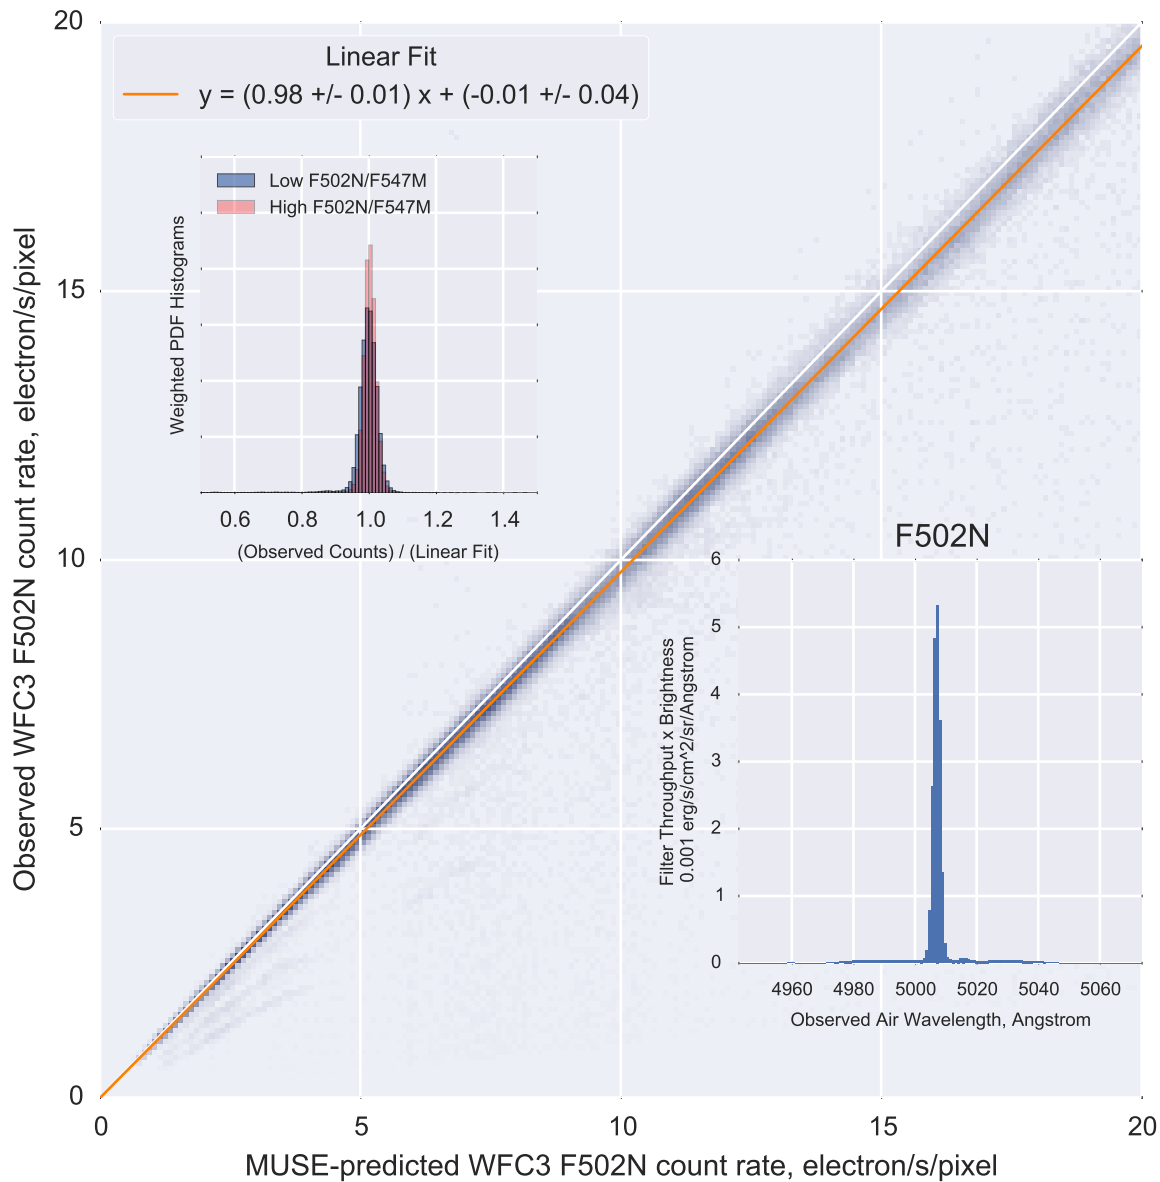 20
Linear Fit
y = (0.98 +/- 0.01) x + (-0.01 +/- 0.04)
Low F502N/F547M
High F502N/F547M
Weighted PDF Histograms
0.6 0.8 1.0 1.2 1.4
(Observed Counts) / (Linear Fit)
15
10
5
0
Observed WFC3 F502N count rate, electron/s/pixel
F502N
6
5
4
3
2
1
0
Filter Throughput x Brightness
0.001 erg/s/cm^2/sr/Angstrom
4960 4980 5000 5020 5040 5060
Observed Air Wavelength, Angstrom
0 5 10 15 20
MUSE-predicted WFC3 F502N count rate, electron/s/pixel